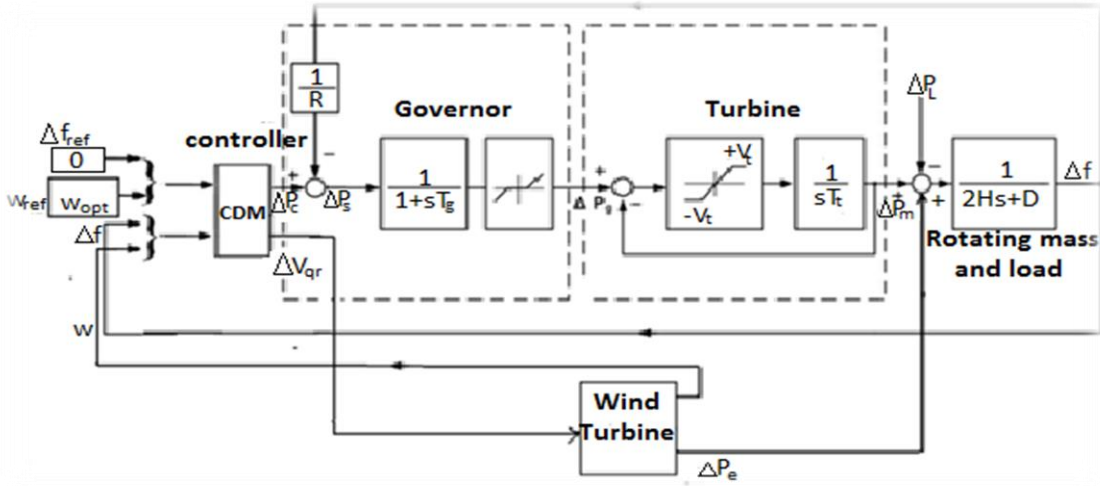 1
R
Governor
Turbine
ΔP_L
controller
Δf_ref
0
w_ref
w_opt
Δf
CDM
ΔP_c
+
−
ΔP_s
1
1+sT_g
Δ P_g
+
−
+V_t
-V_t
1
sT_t
ΔP_m
+
−
+
1
2Hs+D
Δf
Rotating mass
and load
ΔV_qr
w
Wind
Turbine
ΔP_e